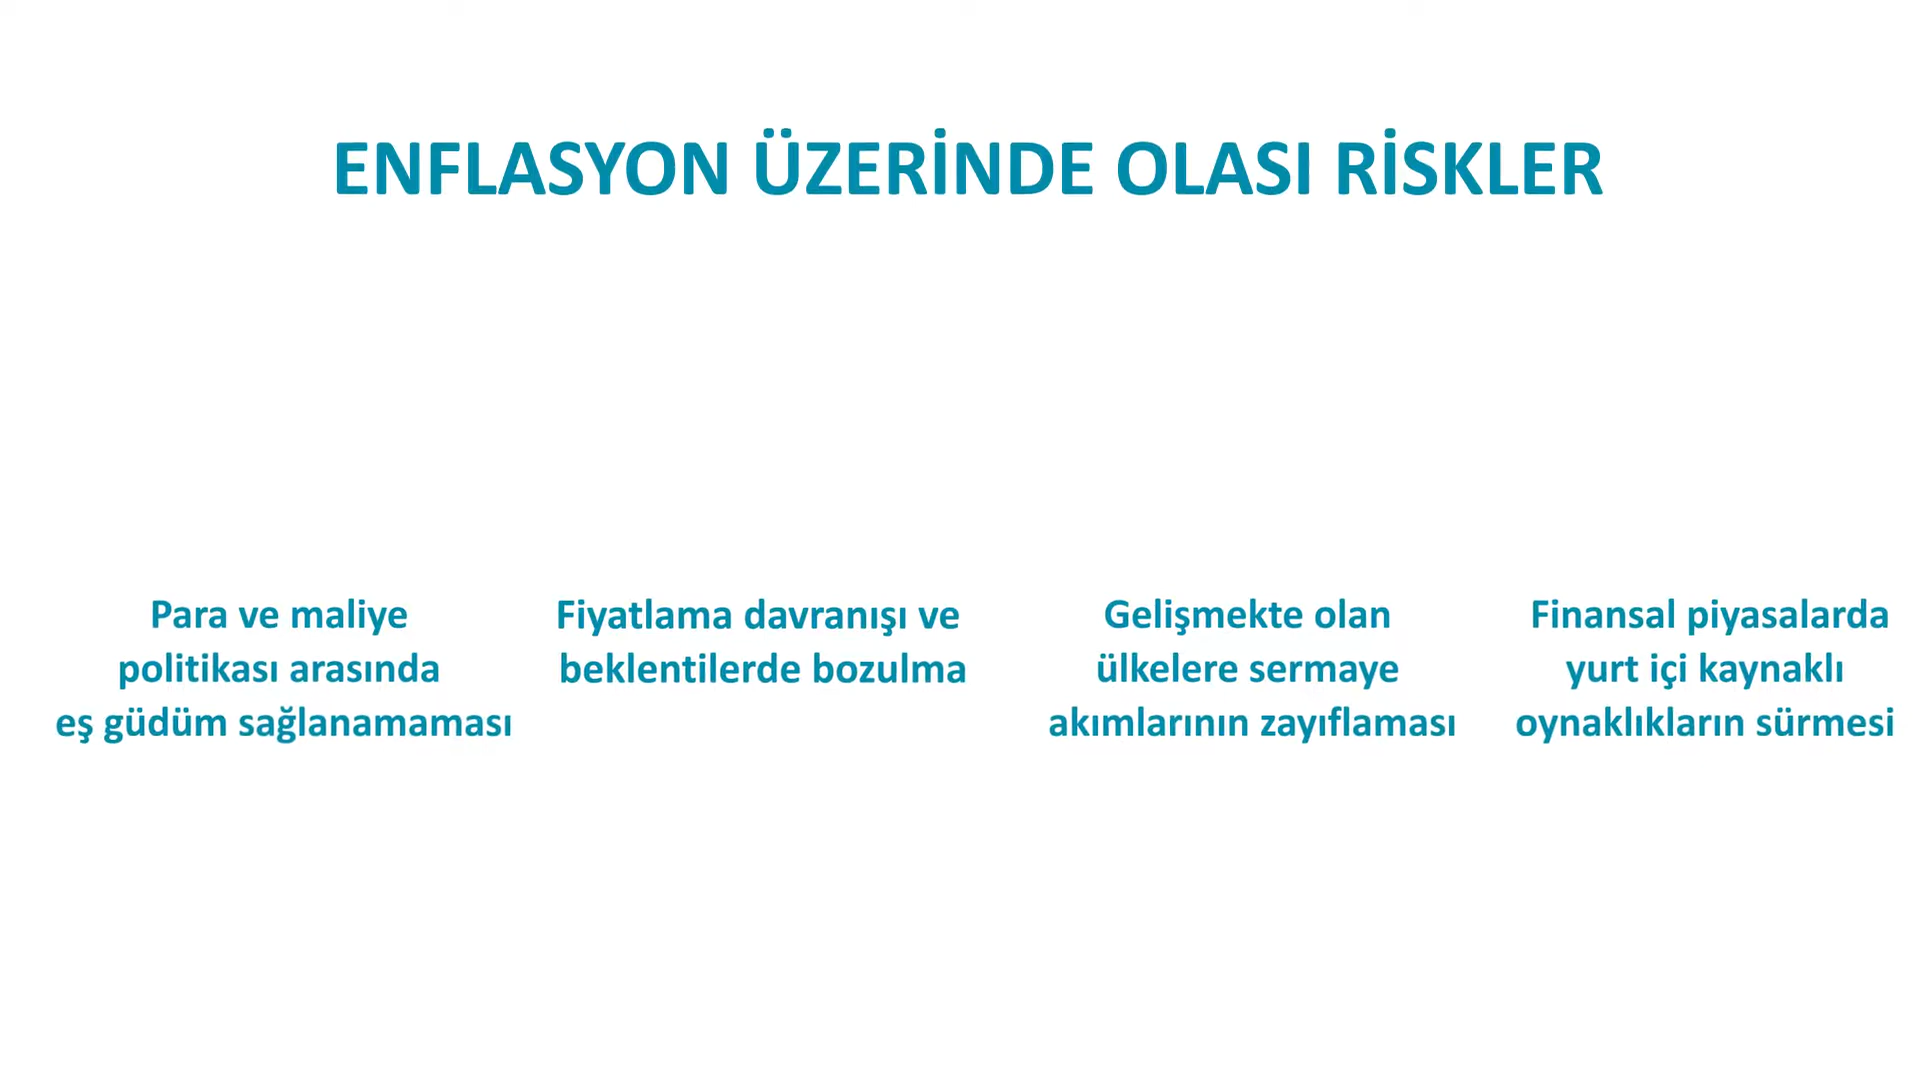 ENFLASYON ÜZERİNDE OLASI RİSKLER
Para ve maliye
politikası arasında
eş güdüm sağlanamaması
Fiyatlama davranışı ve
beklentilerde bozulma
Gelişmekte olan
ülkelere sermaye
akımlarının zayıflaması
Finansal piyasalarda
yurt içi kaynaklı
oynaklıkların sürmesi